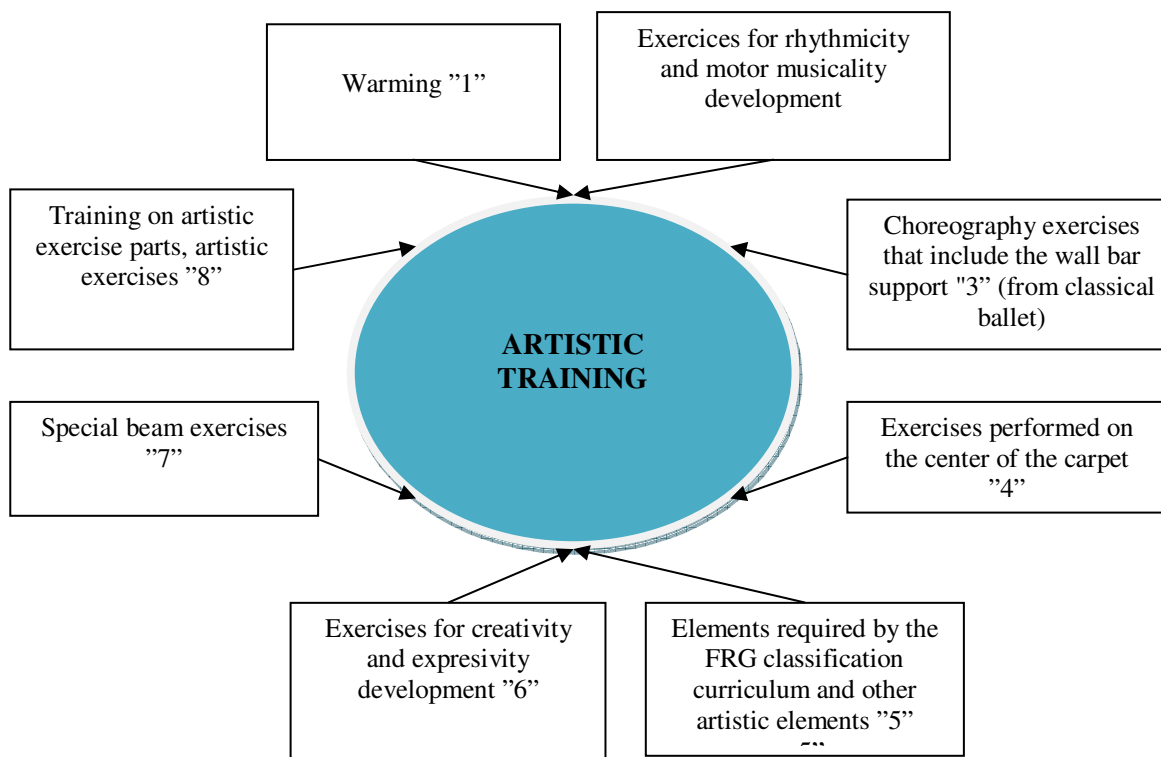 Warming ”1”
Exercices for rhythmicity
and motor musicality
development
Choreography exercises
that include the wall bar
support "3” (from classical
ballet)
Exercises performed on
the center of the carpet
”4”
Elements required by the
FRG classification
curriculum and other
artistic elements ”5”
Exercises for creativity
and expresivity
development ”6”
Special beam exercises
”7”
Training on artistic
exercise parts, artistic
exercises ”8”
ARTISTIC
TRAINING